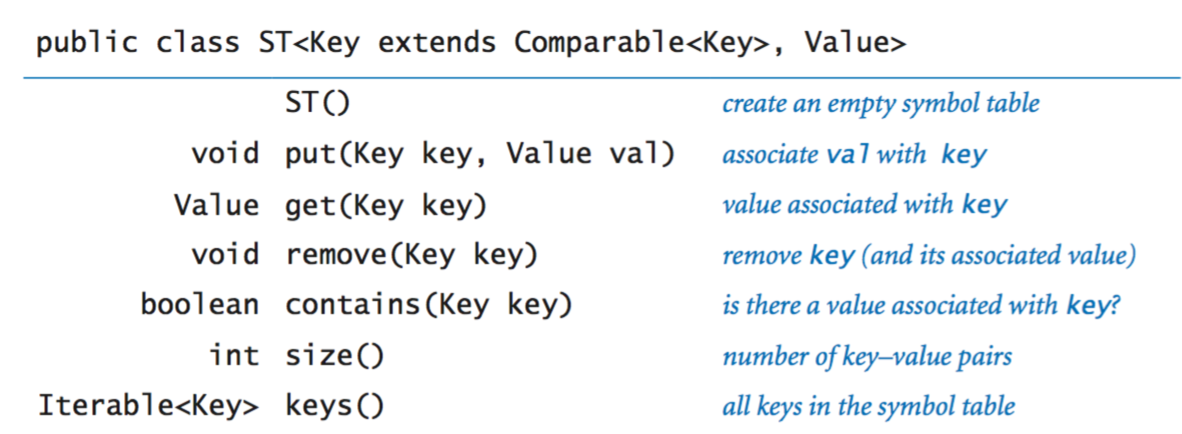 public class ST<Key extends Comparable<Key>, Value>
ST() create an empty symbol table
void put(Key key, Value val) associate val with key
Value get(Key key) value associated with key
void remove(Key key) remove key (and its associated value)
boolean contains(Key key) is there a value associated with key?
int size() number of key–value pairs
Iterable<Key> keys() all keys in the symbol table